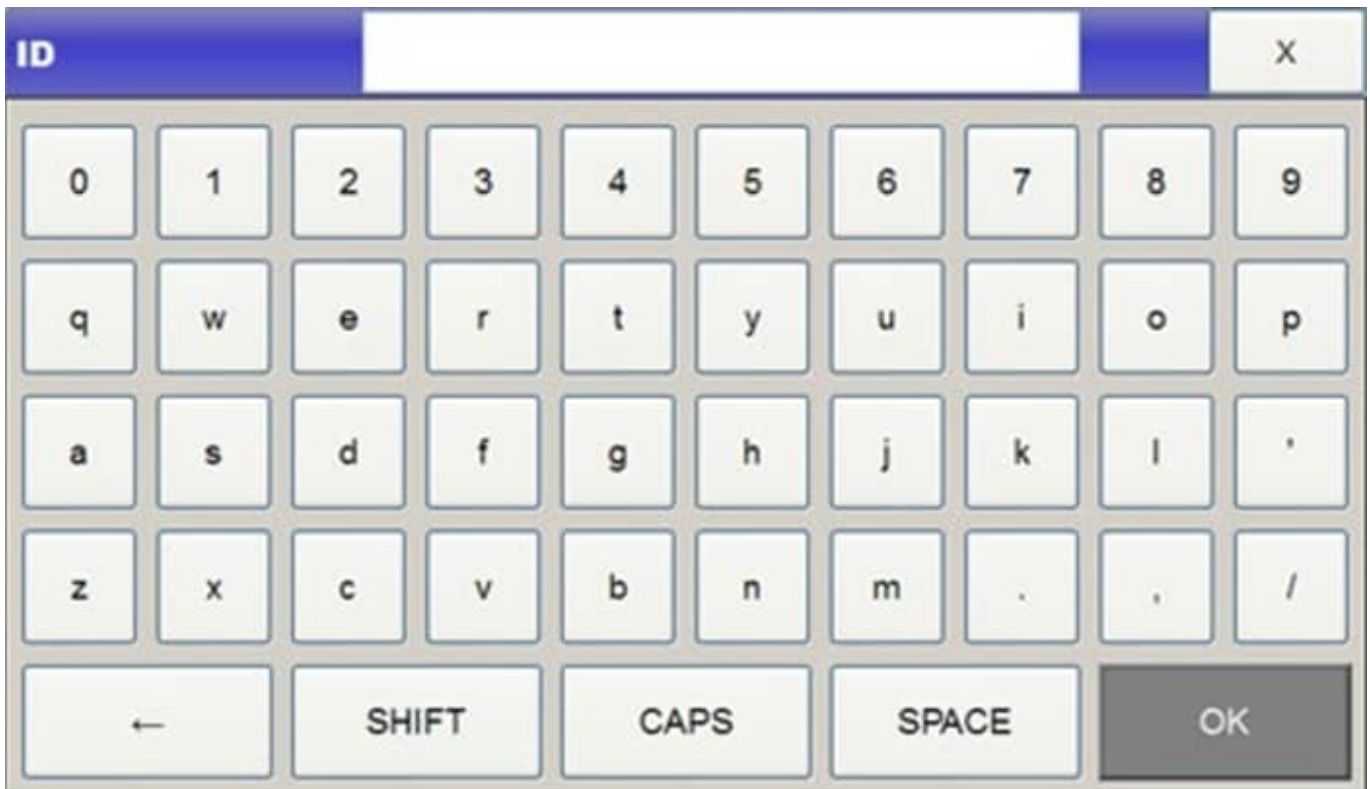 ID X
0 1 2 3 4 5 6 7 8 9
q w e r t y u i o p
a s d f g h j k l '
z x c v b n m . , /
← SHIFT CAPS SPACE OK